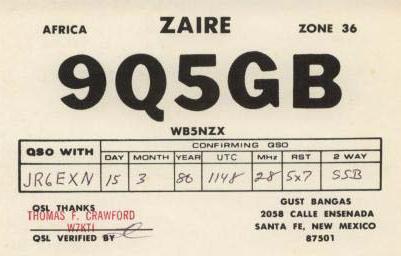 AFRICA ZAIRE ZONE 36
9Q5GB
WB5NZX
QSO WITH CONFIRMING QSO
DAY MONTH YEAR UTC MHz RST 2 WAY
JR6EXN 15 3 80 1148 28 5x7 SSB
QSL THANKS
THOMAS F. CRAWFORD
W7KTI
QSL VERIFIED BY
GUST BANGAS
2058 CALLE ENSENADA
SANTA FE, NEW MEXICO
87501